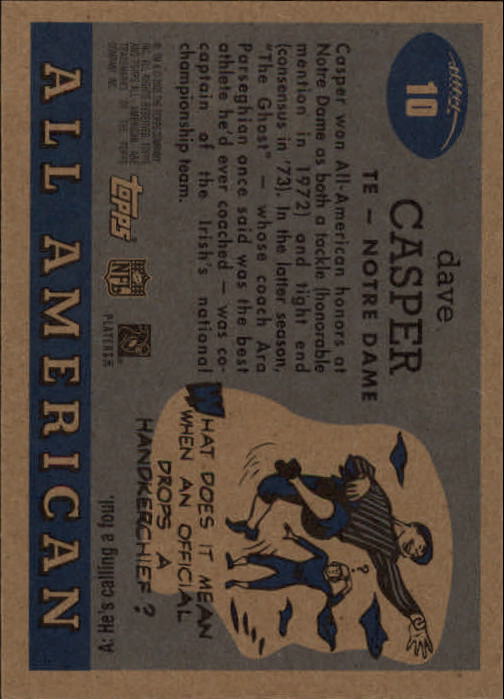 10
dave
CASPER
TE – NOTRE DAME
Casper won All-American honors at
Notre Dame as both a tackle (honorable
mention in 1972) and tight end
(consensus in '73). In the latter season,
"The Ghost" – whose coach Ara
Parseghian once said was the best
athlete he'd ever coached – was co-
captain of the Irish's national
championship team.
?
WHAT DOES IT MEAN
WHEN AN OFFICIAL
DROPS A
HANDKERCHIEF?
A: He's calling a
foul.
TOPPS
NFL
PLAYERS
ALL AMERICAN